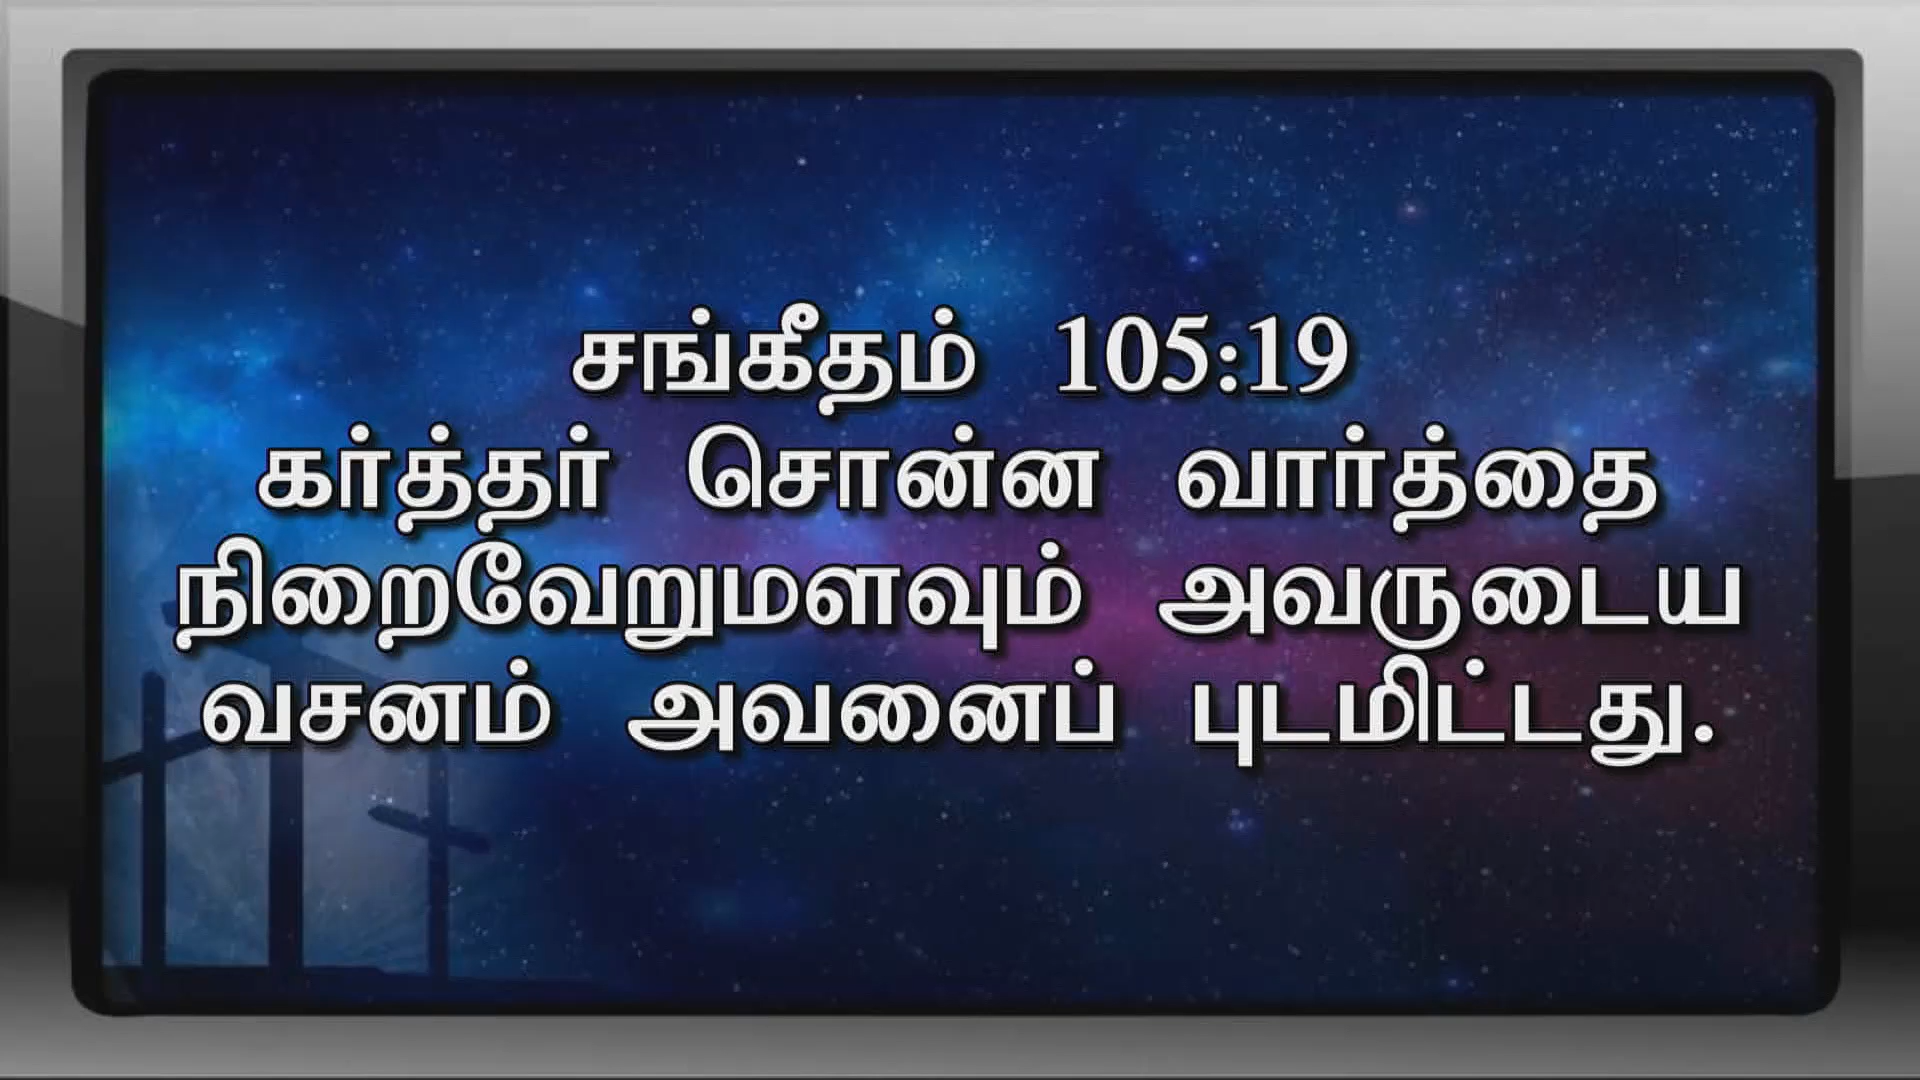 சங்கீதம் 105:19
கர்த்தர் சொன்ன வார்த்தை
நிறைவேறுமளவும் அவருடைய
வசனம் அவனைப் புடமிட்டது.